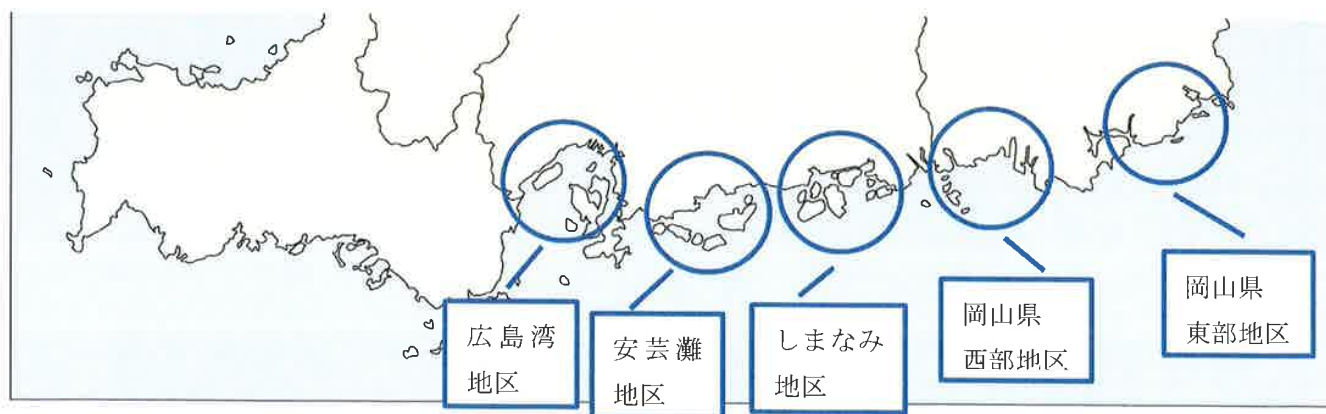 広島湾
地区
安芸灘
地区
しまなみ
地区
岡山県
西部地区
岡山県
東部地区